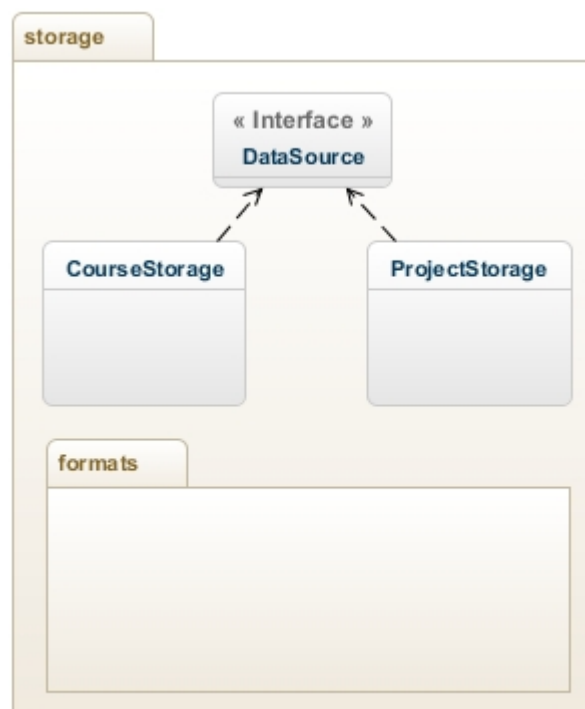 storage
« Interface »
DataSource
CourseStorage
ProjectStorage
formats